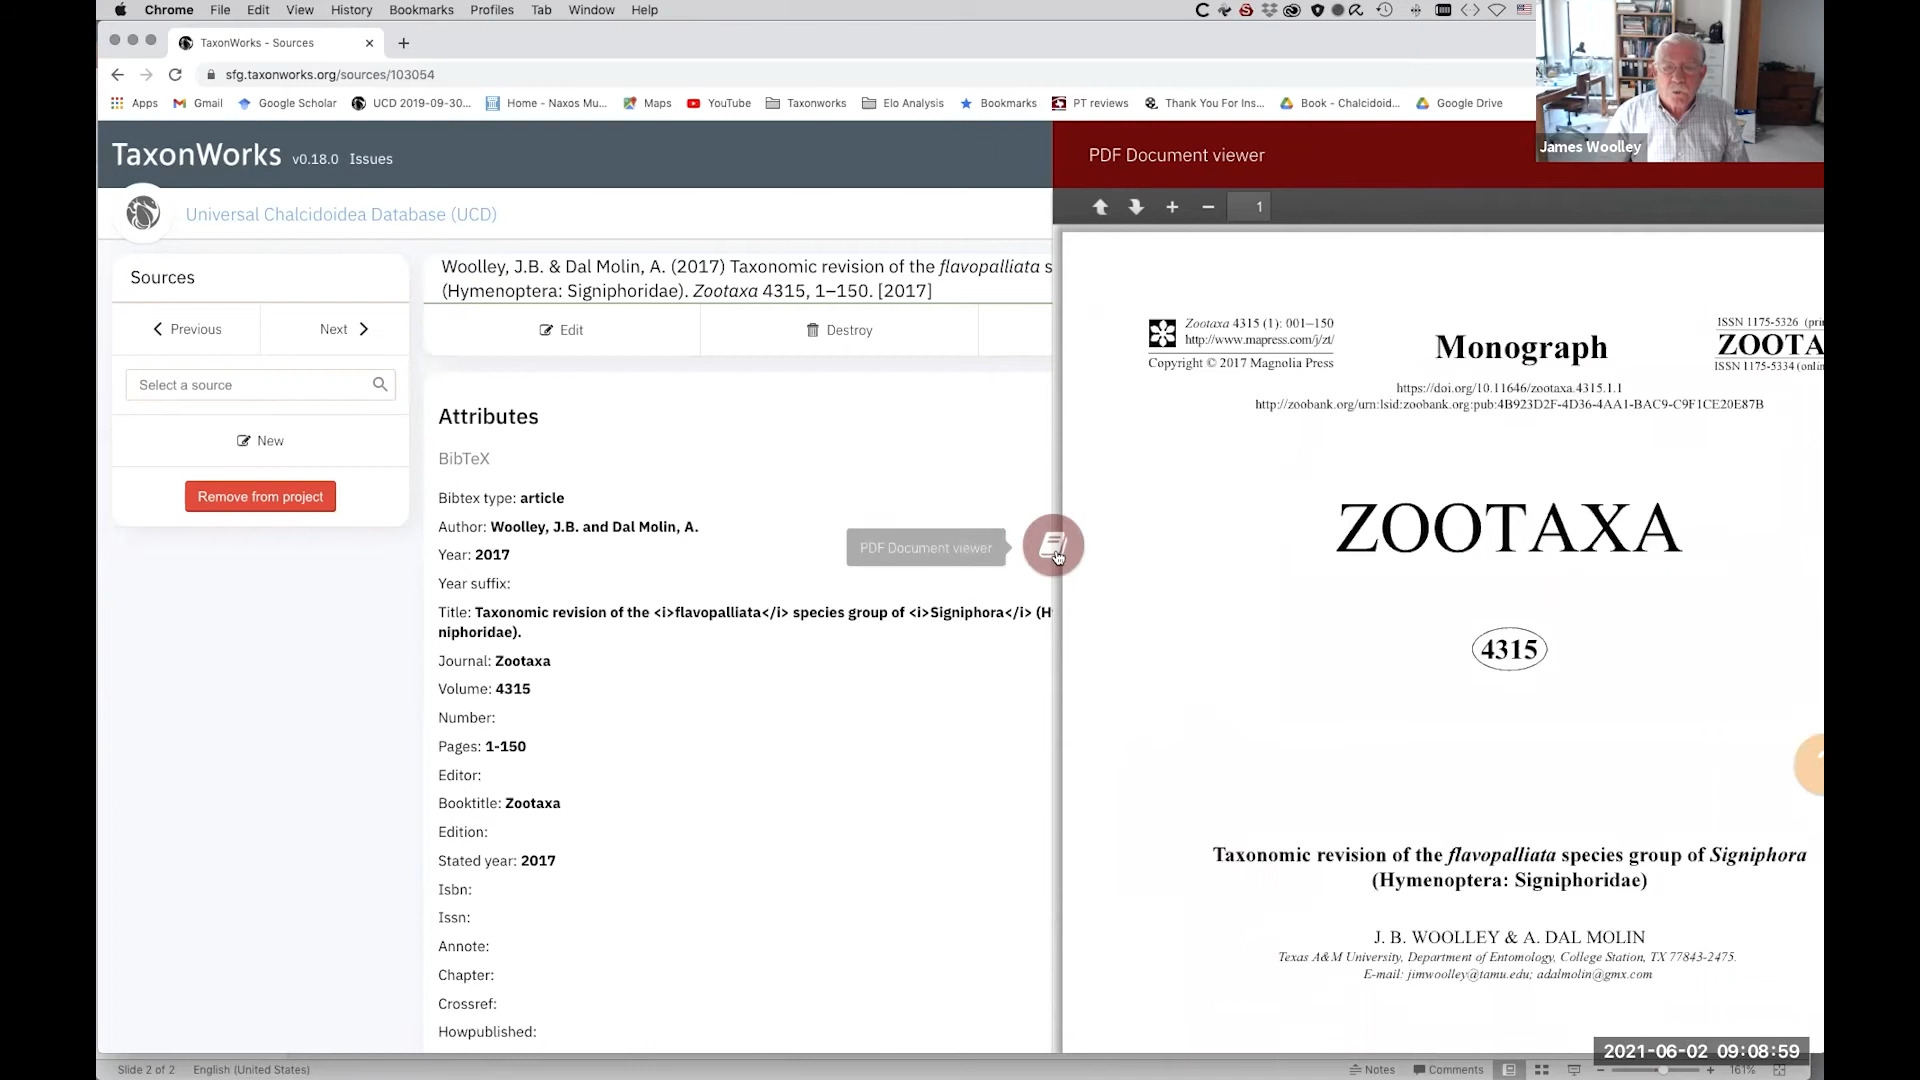 Chrome File Edit View History Bookmarks Profiles Tab Window Help
TaxonWorks - Sources
sfg.taxonworks.org/sources/103054
Apps Gmail Google Scholar UCD 2019-09-30... Home - Naxos Mu... Maps YouTube Taxonworks Elo Analysis Bookmarks PT reviews Thank You For Ins... Book - Chalcidoid... Google Drive
James Woolley
TaxonWorks v0.18.0 Issues
PDF Document viewer
1
Universal Chalcidoidea Database (UCD)
Sources
Previous Next
Select a source
New
Remove from project
Woolley, J.B. & Dal Molin, A. (2017) Taxonomic revision of the flavopalliata s
(Hymenoptera: Signiphoridae). Zootaxa 4315, 1–150. [2017]
Edit Destroy
Attributes
BibTeX
Bibtex type: article
Author: Woolley, J.B. and Dal Molin, A.
Year: 2017
Year suffix:
Title: Taxonomic revision of the <i>flavopalliata</i> species group of <i>Signiphora</i> (H
niphoridae).
Journal: Zootaxa
Volume: 4315
Number:
Pages: 1-150
Editor:
Booktitle: Zootaxa
Edition:
Stated year: 2017
Isbn:
Issn:
Annote:
Chapter:
Crossref:
Howpublished:
PDF Document viewer
Zootaxa 4315 (1): 001–150
http://www.mapress.com/j/zt/
Copyright © 2017 Magnolia Press
Monograph
ISSN 1175-5326 (pri
ZOOTA
ISSN 1175-5334 (onlin
https://doi.org/10.11646/zootaxa.4315.1.1
http://zoobank.org/urn:lsid:zoobank.org:pub:4B923D2F-4D36-4AA1-BAC9-C9F1CE20E87B
ZOOTAXA
4315
Taxonomic revision of the flavopalliata species group of Signiphora
(Hymenoptera: Signiphoridae)
J. B. WOOLLEY & A. DAL MOLIN
Texas A&M University, Department of Entomology, College Station, TX 77843-2475.
E-mail: jimwoolley@tamu.edu; adalmolin@gmx.com
2021-06-02 09:08:59
Slide 2 of 2 English (United States) Notes Comments 161%